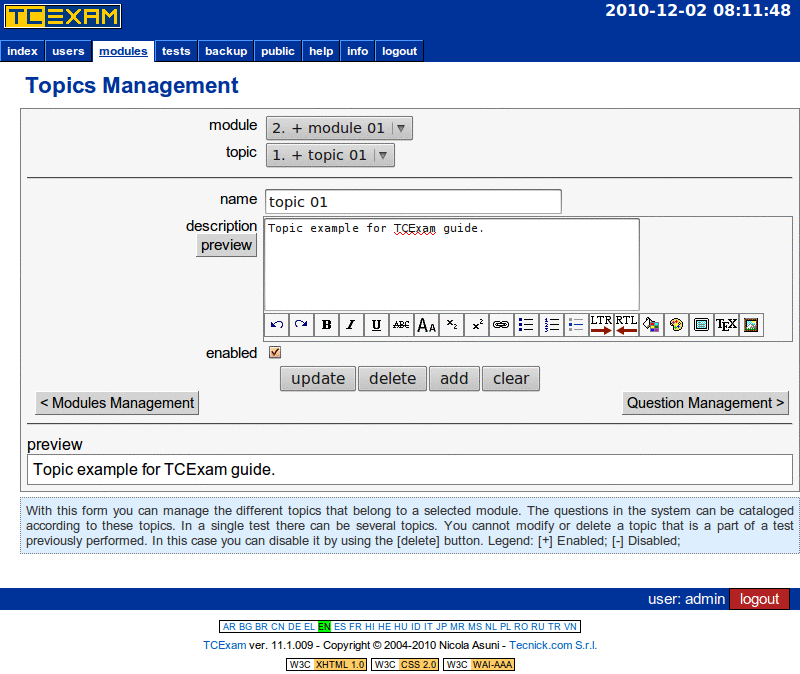 TCEXAM
2010-12-02 08:11:48
index users modules tests backup public help info logout
Topics Management
module 2. + module 01
topic 1. + topic 01
name topic 01
description Topic example for TCExam guide.
preview
B I U ABC AA x2 x2 LTR RTL TEX
enabled
update delete add clear
< Modules Management Question Management >
preview
Topic example for TCExam guide.
With this form you can manage the different topics that belong to a selected module. The questions in the system can be cataloged
according to these topics. In a single test there can be several topics. You cannot modify or delete a topic that is a part of a test
previously performed. In this case you can disable it by using the [delete] button. Legend: [+] Enabled; [-] Disabled;
user: admin logout
AR BG BR CN DE EL EN ES FR HI HE HU ID IT JP MR MS NL PL RO RU TR VN
TCExam ver. 11.1.009 - Copyright © 2004-2010 Nicola Asuni - Tecnick.com S.r.l.
W3C XHTML 1.0 W3C CSS 2.0 W3C WAI-AAA